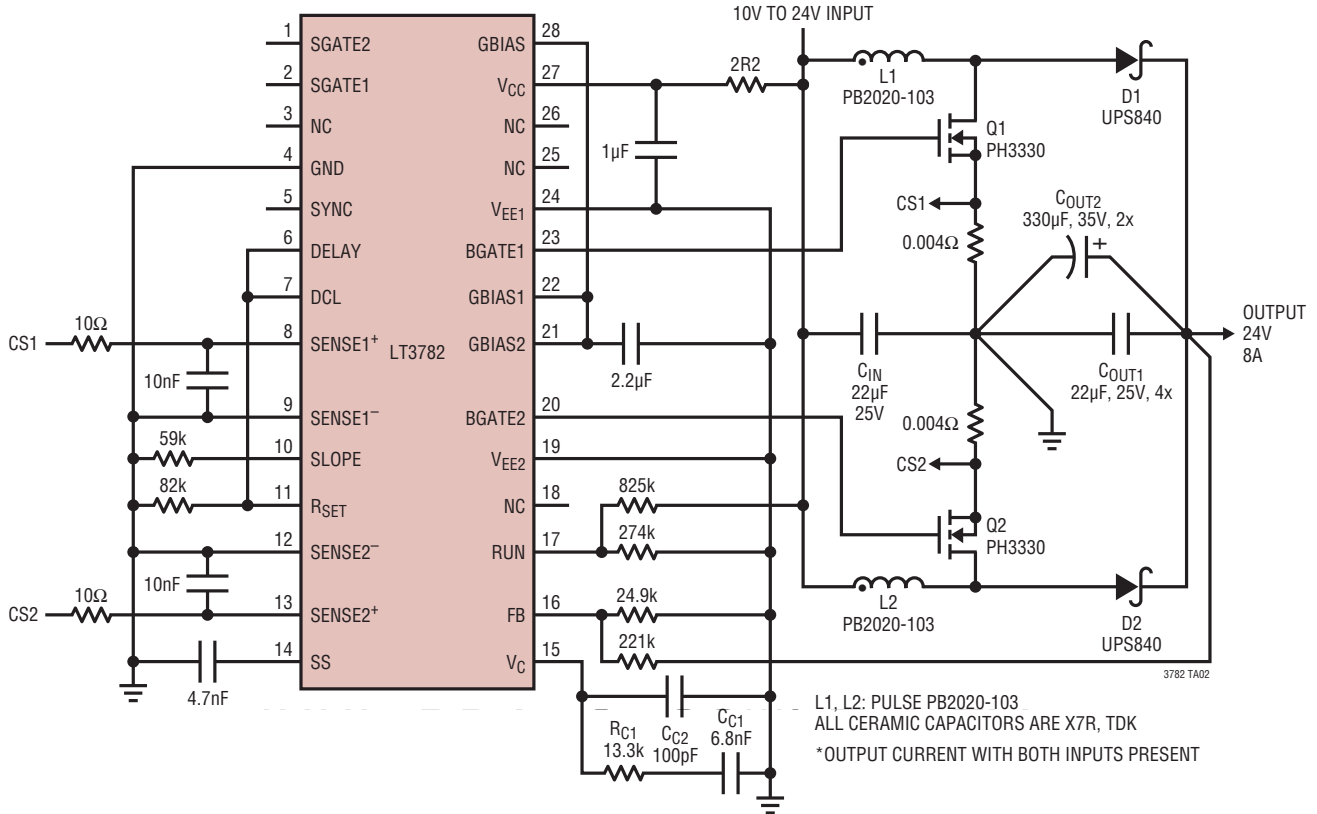 10V TO 24V INPUT
1
SGATE2
2
SGATE1
3
NC
4
GND
5
SYNC
6
DELAY
7
DCL
8
SENSE1+
9
SENSE1−
10
SLOPE
11
RSET
12
SENSE2−
13
SENSE2+
14
SS
LT3782
28
GBIAS
27
VCC
26
NC
25
NC
24
VEE1
23
BGATE1
22
GBIAS1
21
GBIAS2
20
BGATE2
19
VEE2
18
NC
17
RUN
16
FB
15
VC
CS1
10Ω
10nF
59k
82k
10nF
CS2
10Ω
4.7nF
2R2
1µF
2.2µF
825k
274k
24.9k
221k
RC1
13.3k
CC2
100pF
CC1
6.8nF
L1
PB2020-103
D1
UPS840
Q1
PH3330
CS1
0.004Ω
COUT2
330µF, 35V, 2x
+
CIN
22µF
25V
COUT1
22µF, 25V, 4x
OUTPUT
24V
8A
0.004Ω
CS2
Q2
PH3330
L2
PB2020-103
D2
UPS840
3782 TA02
L1, L2: PULSE PB2020-103
ALL CERAMIC CAPACITORS ARE X7R, TDK
*OUTPUT CURRENT WITH BOTH INPUTS PRESENT